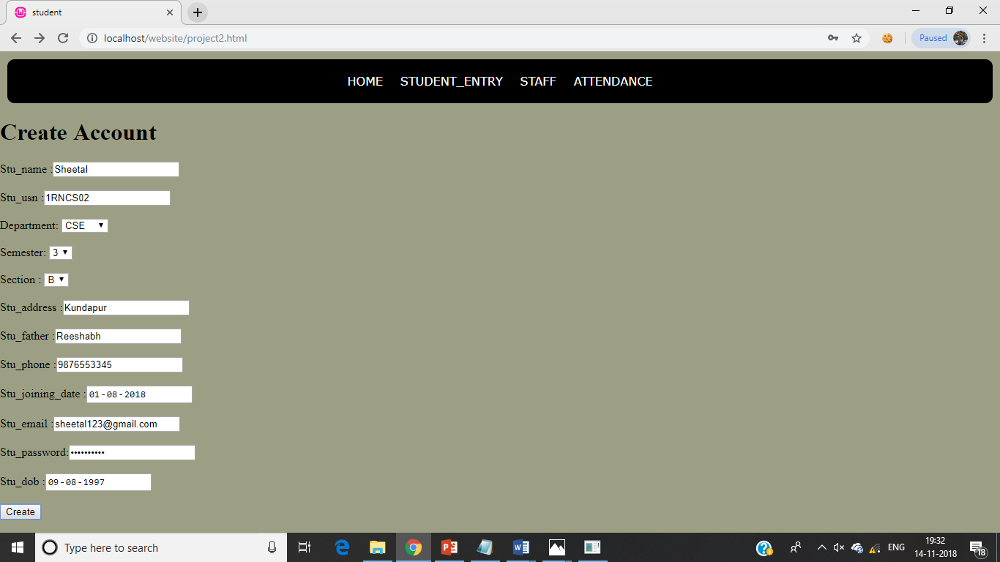 student
localhost/website/project2.html
Paused
HOME STUDENT_ENTRY STAFF ATTENDANCE
Create Account
Stu_name :Sheetal
Stu_usn :1RNCS02
Department: CSE
Semester: 3
Section : B
Stu_address :Kundapur
Stu_father :Reeshabh
Stu_phone :9876553345
Stu_joining_date :01-08-2018
Stu_email :sheetal123@gmail.com
Stu_password:••••••••••
Stu_dob :09-08-1997
Create
Type here to search
ENG
19:32
14-11-2018
18